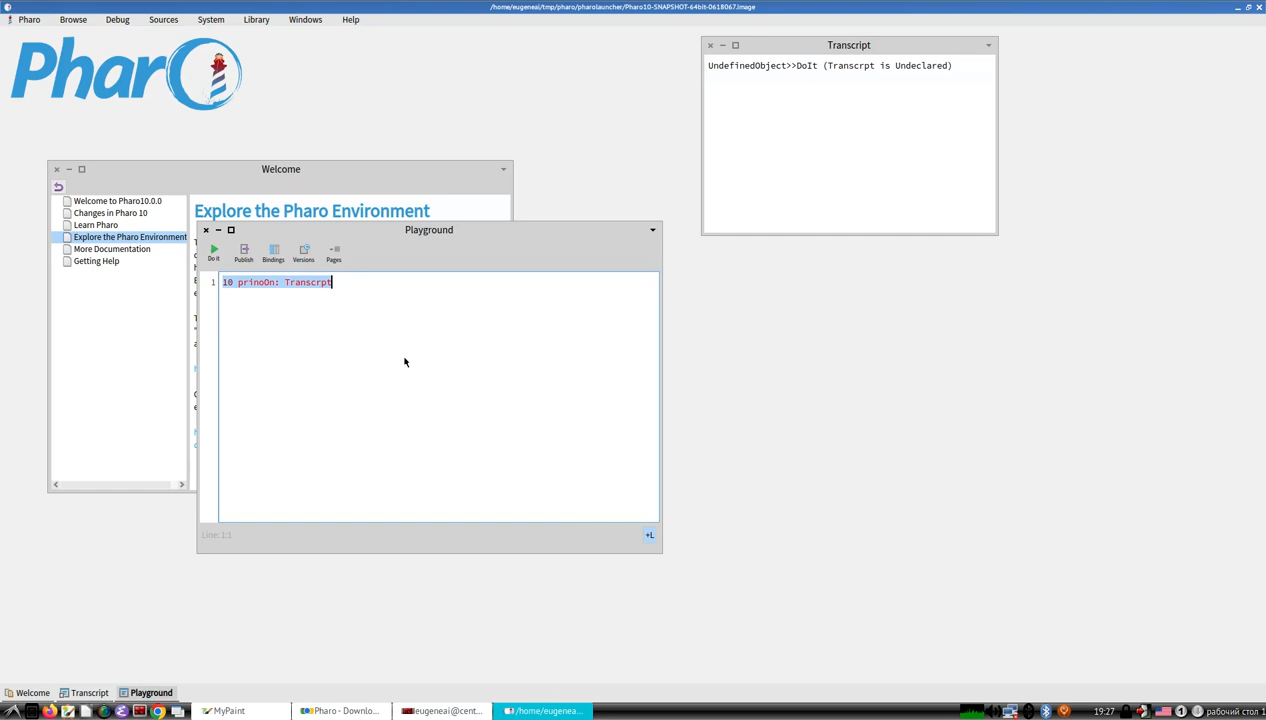 /home/eugeneai/tmp/pharo/pharolauncher/Pharo10-SNAPSHOT-64bit-0618067.image
Pharo Browse Debug Sources System Library Windows Help
Pharo
Transcript
UndefinedObject>>DoIt (Transcrpt is Undeclared)
Welcome
Welcome to Pharo10.0.0
Changes in Pharo 10
Learn Pharo
Explore the Pharo Environment
More Documentation
Getting Help
Explore the Pharo Environment
Playground
Do it Publish Bindings Versions Pages
1 10 prinoOn: Transcrpt
Line: 1:1 +L
Welcome Transcript Playground
MyPaint Pharo - Downlo... eugeneai@cent... /home/eugenea... 19:27 рабочий стол 1